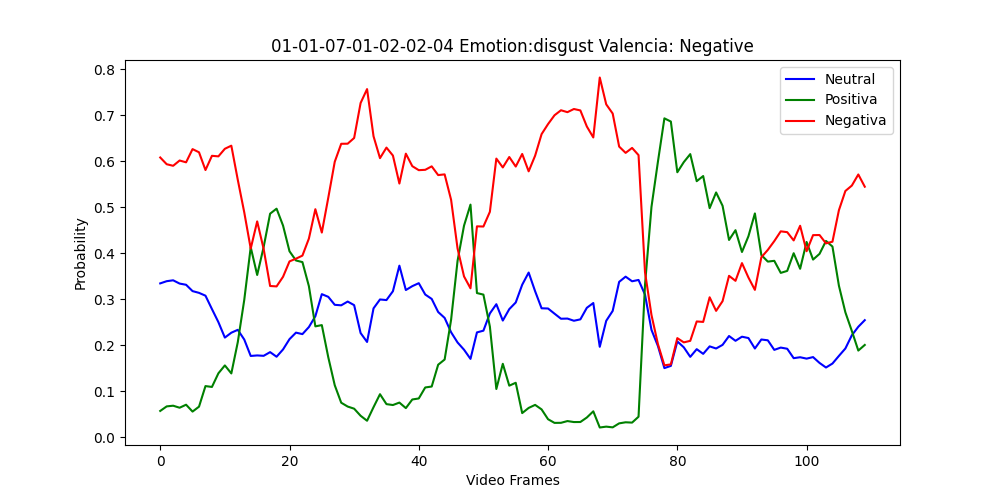 01-01-07-01-02-02-04 Emotion:disgust Valencia: Negative
Neutral
Positiva
Negativa
0.8
0.7
0.6
0.5
0.4
0.3
0.2
0.1
0.0
Probability
0 20 40 60 80 100
Video Frames